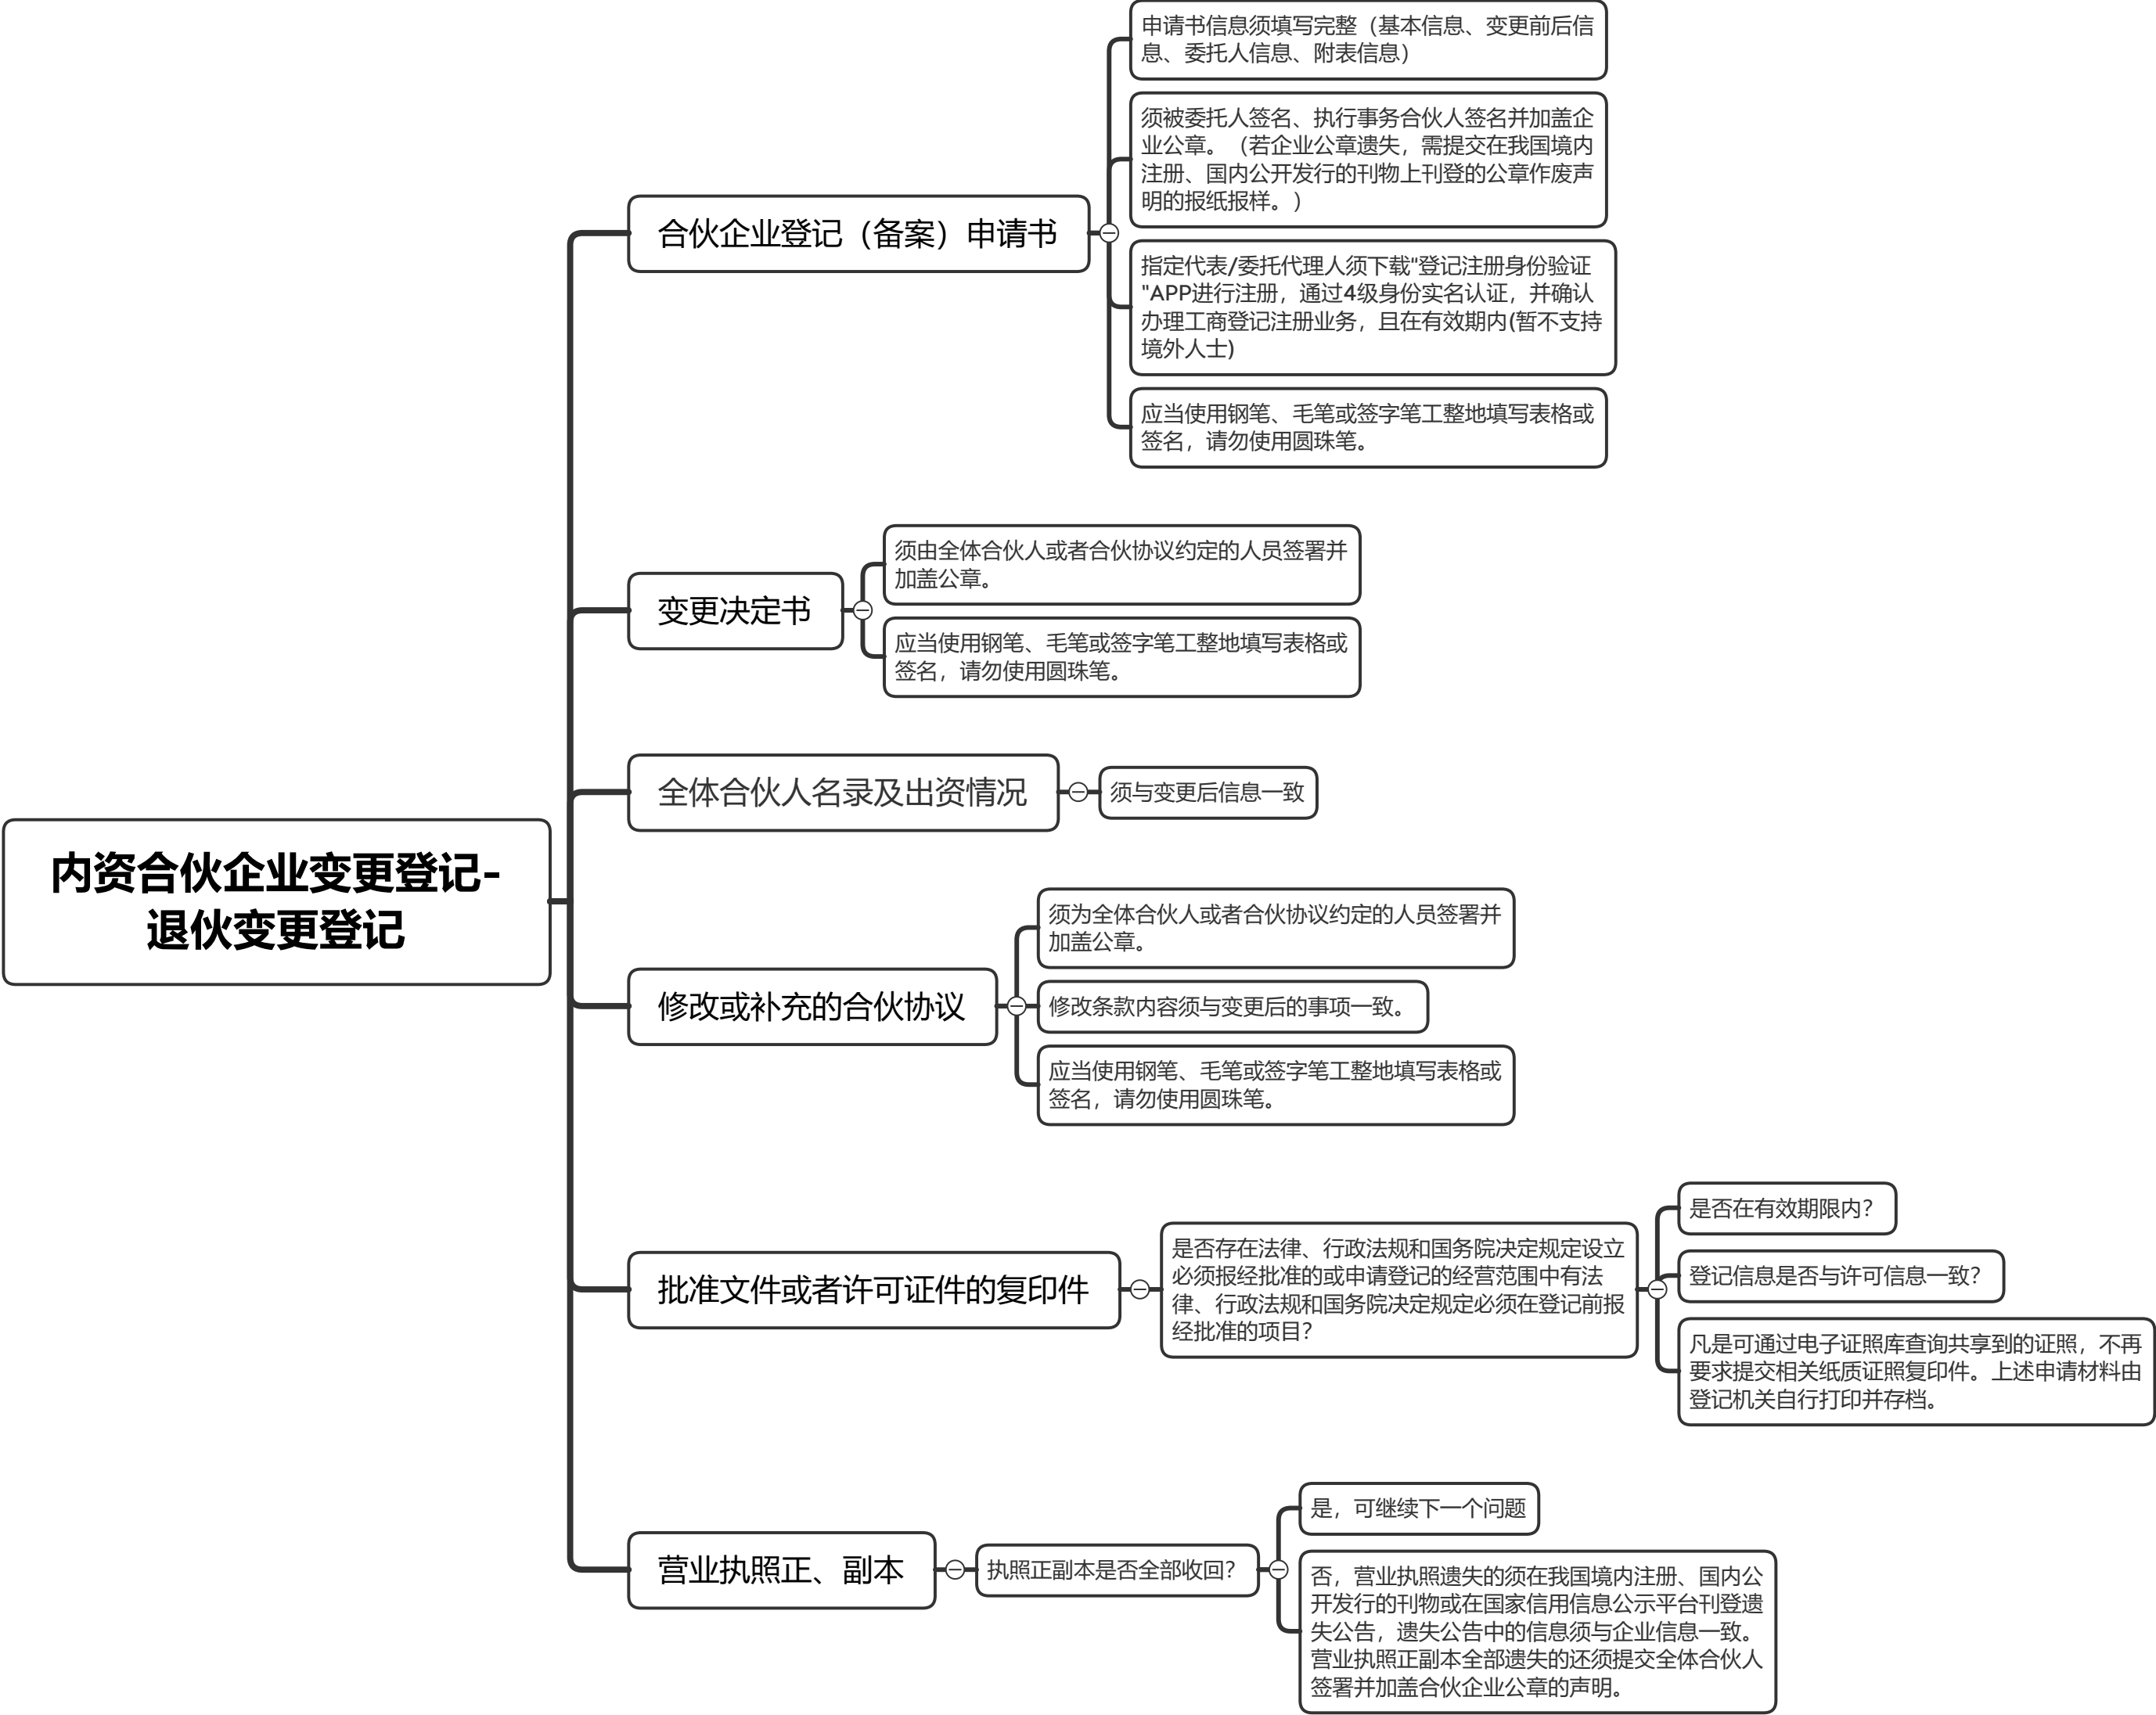 内资合伙企业变更登记-
退伙变更登记
合伙企业登记（备案）申请书
申请书信息须填写完整（基本信息、变更前后信
息、委托人信息、附表信息）
须被委托人签名、执行事务合伙人签名并加盖企
业公章。（若企业公章遗失，需提交在我国境内
注册、国内公开发行的刊物上刊登的公章作废声
明的报纸报样。）
指定代表/委托代理人须下载"登记注册身份验证
"APP进行注册，通过4级身份实名认证，并确认
办理工商登记注册业务，且在有效期内(暂不支持
境外人士)
应当使用钢笔、毛笔或签字笔工整地填写表格或
签名，请勿使用圆珠笔。
变更决定书
须由全体合伙人或者合伙协议约定的人员签署并
加盖公章。
应当使用钢笔、毛笔或签字笔工整地填写表格或
签名，请勿使用圆珠笔。
全体合伙人名录及出资情况
须与变更后信息一致
修改或补充的合伙协议
须为全体合伙人或者合伙协议约定的人员签署并
加盖公章。
修改条款内容须与变更后的事项一致。
应当使用钢笔、毛笔或签字笔工整地填写表格或
签名，请勿使用圆珠笔。
批准文件或者许可证件的复印件
是否存在法律、行政法规和国务院决定规定设立
必须报经批准的或申请登记的经营范围中有法
律、行政法规和国务院决定规定必须在登记前报
经批准的项目？
是否在有效期限内？
登记信息是否与许可信息一致？
凡是可通过电子证照库查询共享到的证照，不再
要求提交相关纸质证照复印件。上述申请材料由
登记机关自行打印并存档。
营业执照正、副本
执照正副本是否全部收回？
是，可继续下一个问题
否，营业执照遗失的须在我国境内注册、国内公
开发行的刊物或在国家信用信息公示平台刊登遗
失公告，遗失公告中的信息须与企业信息一致。
营业执照正副本全部遗失的还须提交全体合伙人
签署并加盖合伙企业公章的声明。